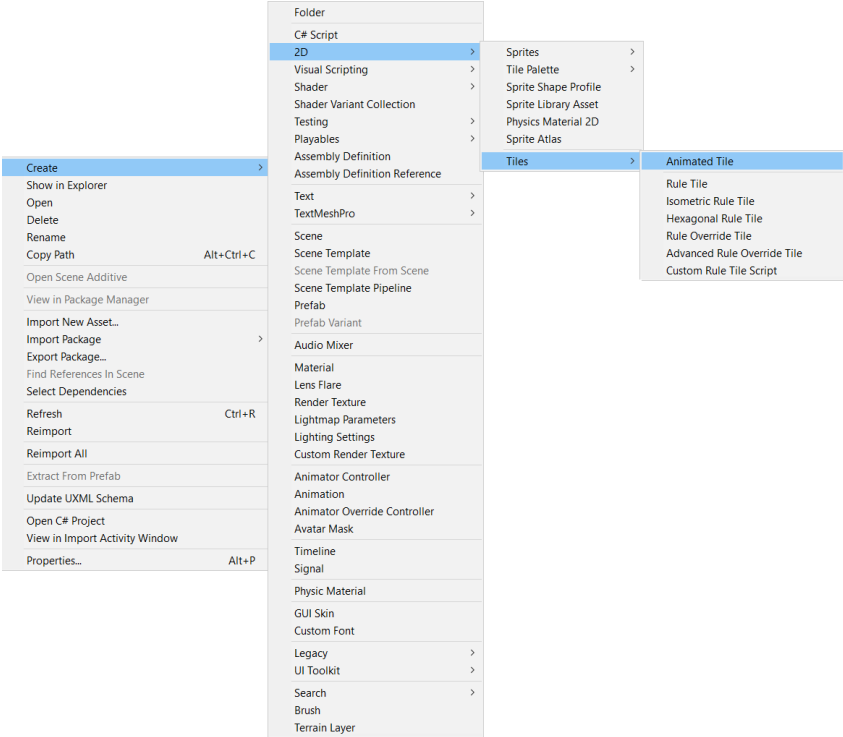 Create
Show in Explorer
Open
Delete
Rename
Copy Path Alt+Ctrl+C
Open Scene Additive
View in Package Manager
Import New Asset...
Import Package
Export Package...
Find References In Scene
Select Dependencies
Refresh Ctrl+R
Reimport
Reimport All
Extract From Prefab
Update UXML Schema
Open C# Project
View in Import Activity Window
Properties... Alt+P
Folder
C# Script
2D
Visual Scripting
Shader
Shader Variant Collection
Testing
Playables
Assembly Definition
Assembly Definition Reference
Text
TextMeshPro
Scene
Scene Template
Scene Template From Scene
Scene Template Pipeline
Prefab
Prefab Variant
Audio Mixer
Material
Lens Flare
Render Texture
Lightmap Parameters
Lighting Settings
Custom Render Texture
Animator Controller
Animation
Animator Override Controller
Avatar Mask
Timeline
Signal
Physic Material
GUI Skin
Custom Font
Legacy
UI Toolkit
Search
Brush
Terrain Layer
Sprites
Tile Palette
Sprite Shape Profile
Sprite Library Asset
Physics Material 2D
Sprite Atlas
Tiles
Animated Tile
Rule Tile
Isometric Rule Tile
Hexagonal Rule Tile
Rule Override Tile
Advanced Rule Override Tile
Custom Rule Tile Script